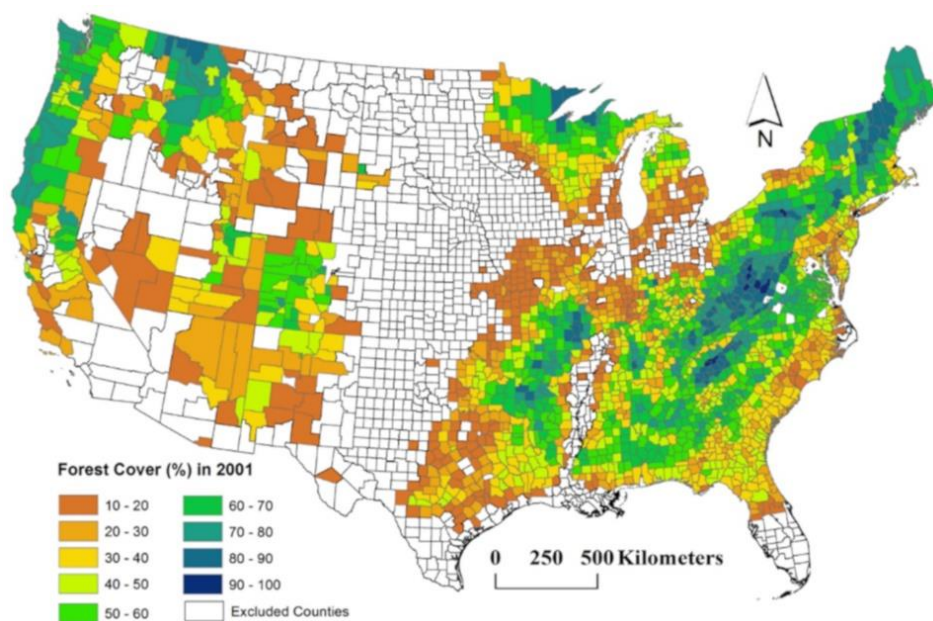 N
Forest Cover (%) in 2001
10 - 20
20 - 30
30 - 40
40 - 50
50 - 60
60 - 70
70 - 80
80 - 90
90 - 100
Excluded Counties
0 250 500 Kilometers